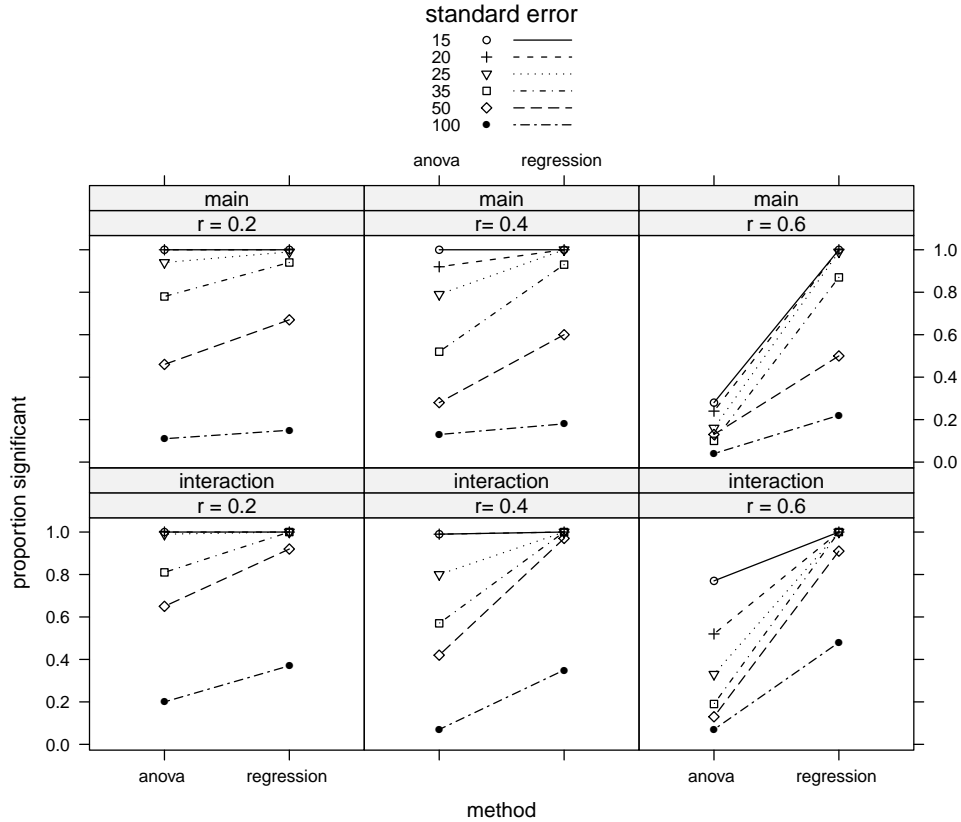 standard error
15
20
25
35
50
100
anova regression
main main main
r = 0.2 r= 0.4 r = 0.6
1.0
0.8
0.6
0.4
0.2
0.0
interaction interaction interaction
r = 0.2 r= 0.4 r = 0.6
1.0
0.8
0.6
0.4
0.2
0.0
proportion significant
anova regression anova regression
method